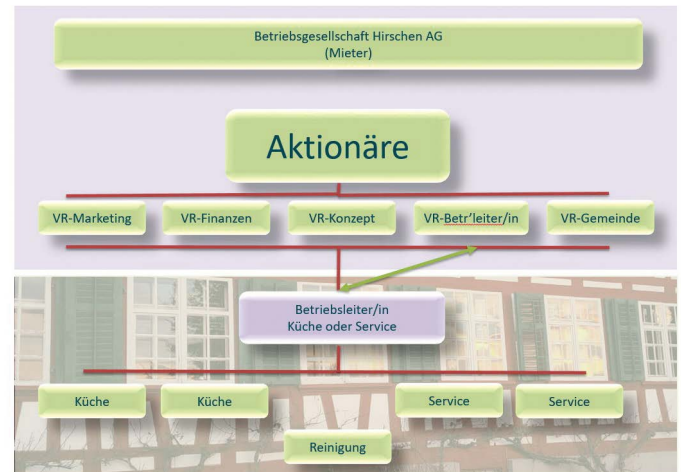 Betriebsgesellschaft Hirschen AG
(Mieter)
Aktionäre
VR-Marketing
VR-Finanzen
VR-Konzept
VR-Betr'leiter/in
VR-Gemeinde
Betriebsleiter/in
Küche oder Service
Küche
Küche
Service
Service
Reinigung